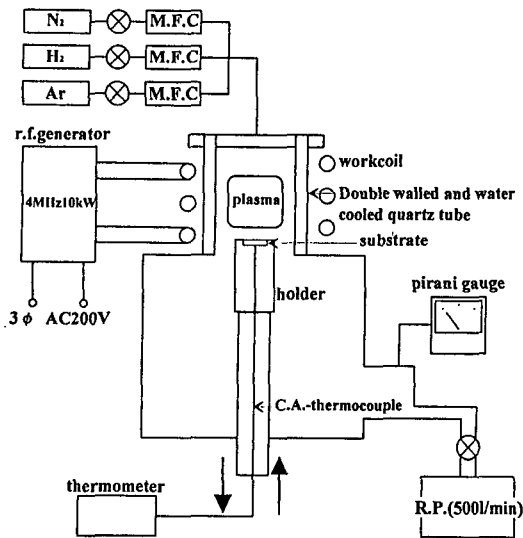 N₂ M.F.C
H₂ M.F.C
Ar M.F.C
r.f.generator
4MHz10kW
3 φ AC200V
plasma
workcoil
Double walled and water
cooled quartz tube
substrate
holder
pirani gauge
C.A.-thermocouple
thermometer
R.P.(500l/min)